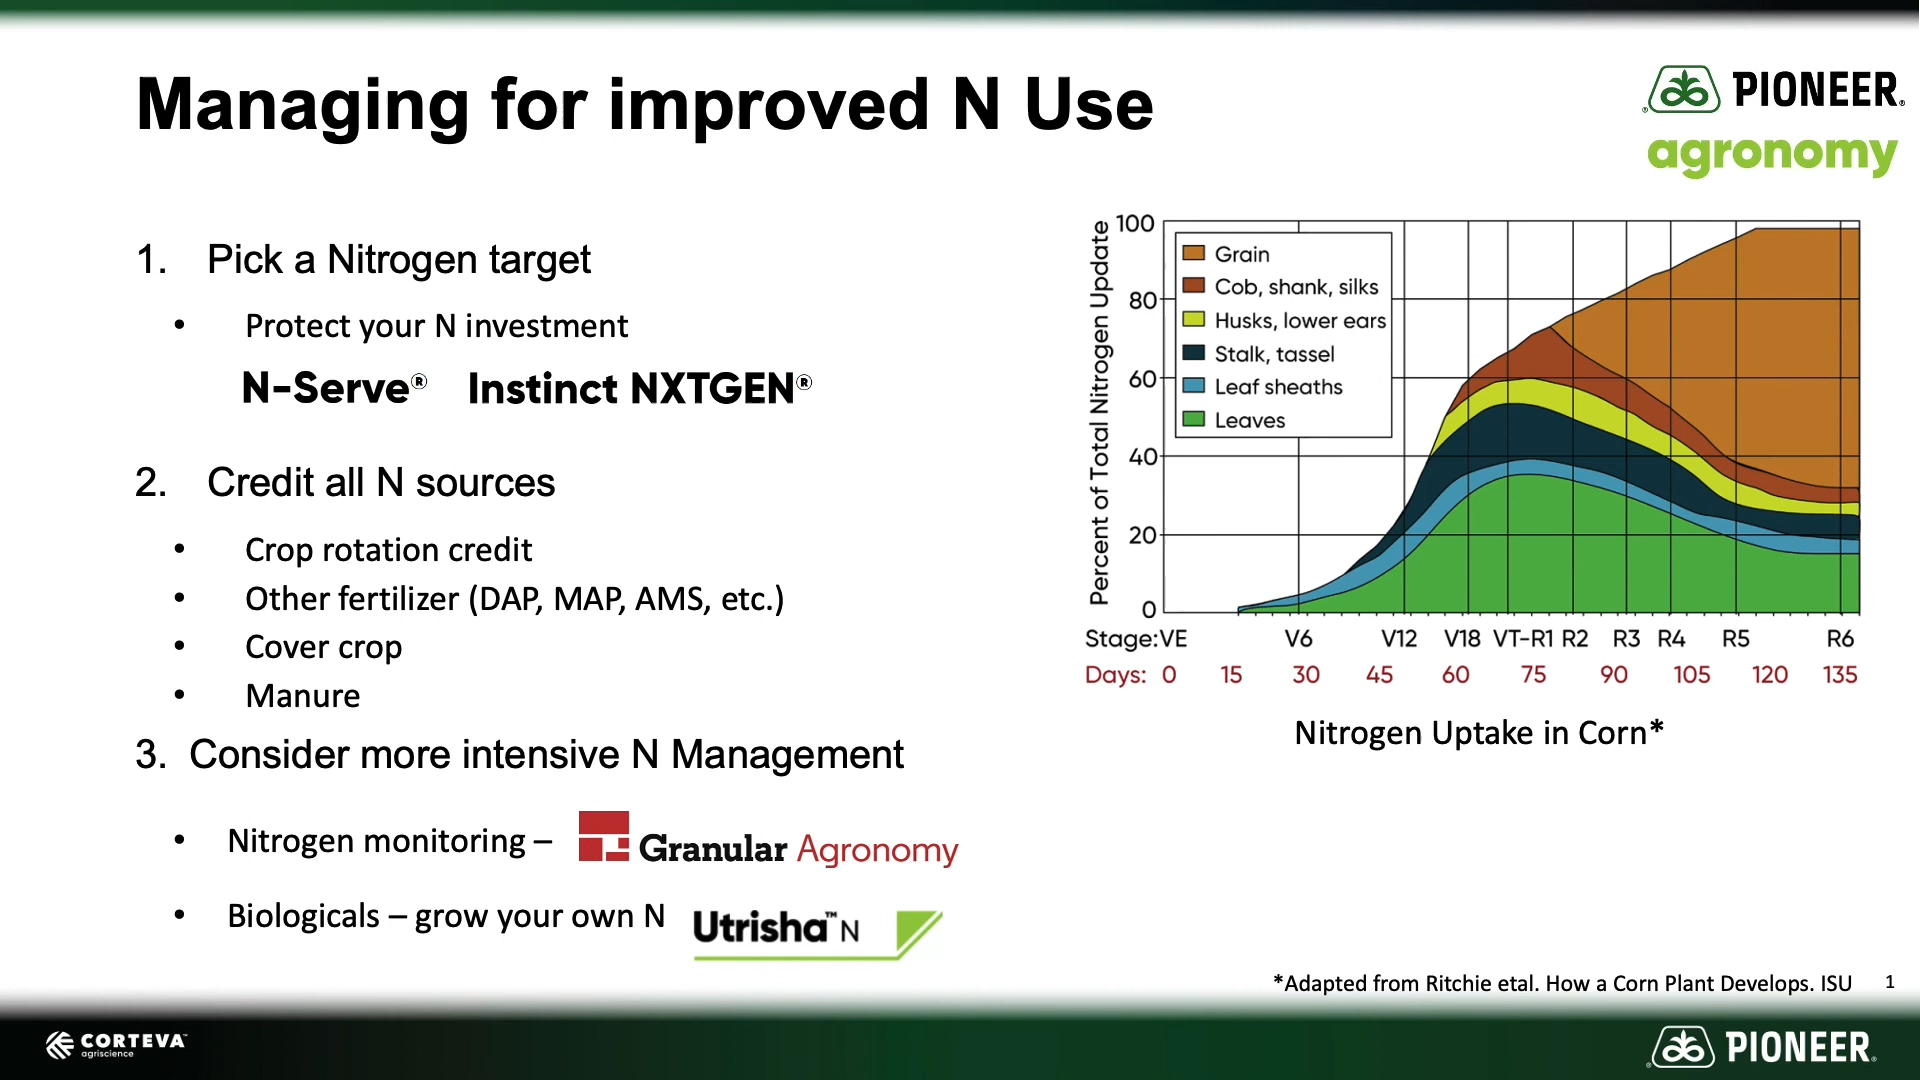 Managing for improved N Use
PIONEER®
agronomy
1. Pick a Nitrogen target
• Protect your N investment
N-Serve® Instinct NXTGEN®
2. Credit all N sources
• Crop rotation credit
• Other fertilizer (DAP, MAP, AMS, etc.)
• Cover crop
• Manure
3. Consider more intensive N Management
• Nitrogen monitoring – Granular Agronomy
• Biologicals – grow your own N Utrisha™ N
Percent of Total Nitrogen Update
100
80
60
40
20
0
Grain
Cob, shank, silks
Husks, lower ears
Stalk, tassel
Leaf sheaths
Leaves
Stage: VE V6 V12 V18 VT-R1 R2 R3 R4 R5 R6
Days: 0 15 30 45 60 75 90 105 120 135
Nitrogen Uptake in Corn*
*Adapted from Ritchie etal. How a Corn Plant Develops. ISU 1
CORTEVA™
agriscience
PIONEER®